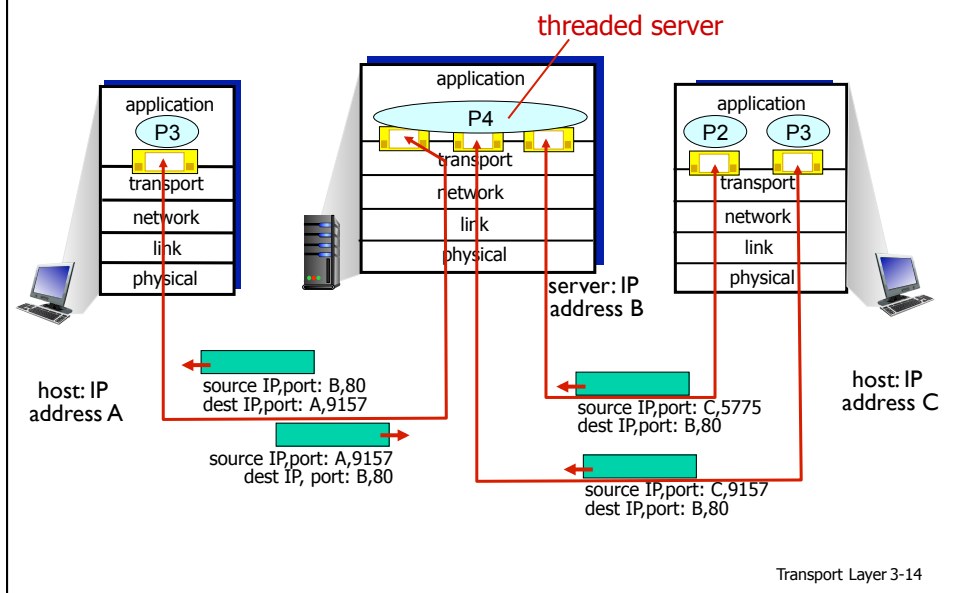 threaded server
application
P3
transport
network
link
physical
host: IP
address A
application
P4
transport
network
link
physical
server: IP
address B
application
P2 P3
transport
network
link
physical
host: IP
address C
source IP,port: B,80
dest IP,port: A,9157
source IP,port: A,9157
dest IP, port: B,80
source IP,port: C,5775
dest IP,port: B,80
source IP,port: C,9157
dest IP,port: B,80
Transport Layer 3-14